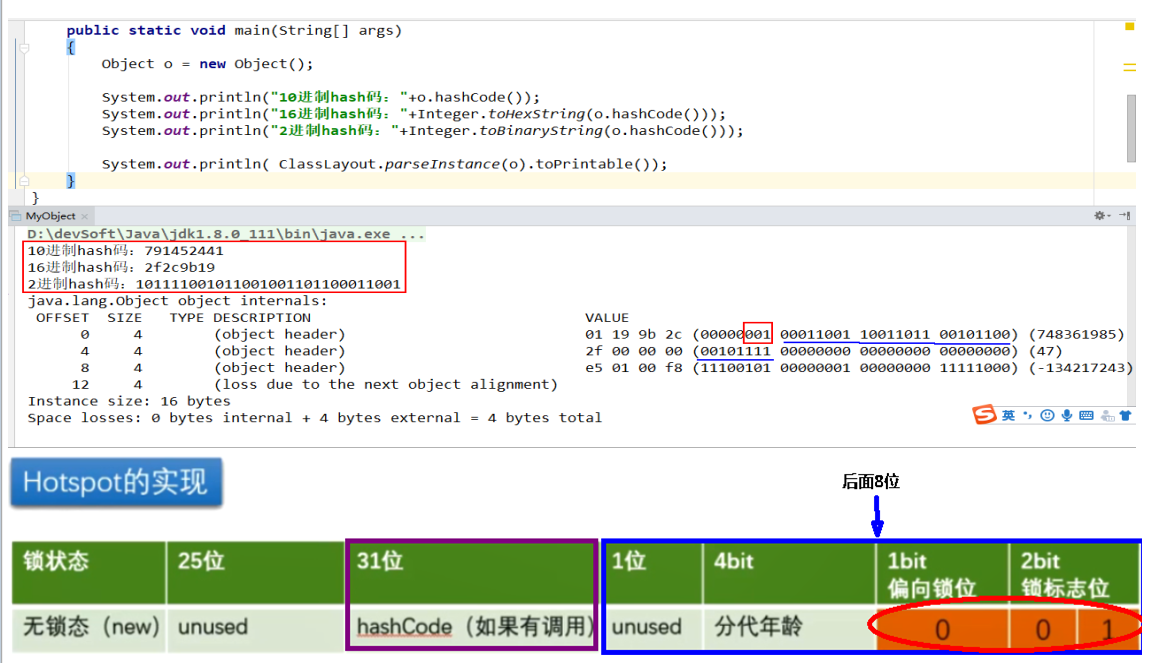 public static void main(String[] args)
{
Object o = new Object();
System.out.println("10进制hash码："+o.hashCode());
System.out.println("16进制hash码："+Integer.toHexString(o.hashCode()));
System.out.println("2进制hash码："+Integer.toBinaryString(o.hashCode()));
System.out.println( ClassLayout.parseInstance(o).toPrintable());
}
}
MyObject
D:\devSoft\Java\jdk1.8.0_111\bin\java.exe ...
10进制hash码：791452441
16进制hash码：2f2c9b19
2进制hash码：101111001011001001101100011001
java.lang.Object object internals:
OFFSET SIZE TYPE DESCRIPTION VALUE
0 4 (object header) 01 19 9b 2c (00000001 00011001 10011011 00101100) (748361985)
4 4 (object header) 2f 00 00 00 (00101111 00000000 00000000 00000000) (47)
8 4 (object header) e5 01 00 f8 (11100101 00000001 00000000 11111000) (-134217243)
12 4 (loss due to the next object alignment)
Instance size: 16 bytes
Space losses: 0 bytes internal + 4 bytes external = 4 bytes total
S 英
Hotspot的实现
后面8位
锁状态 25位 31位 1位 4bit 1bit 2bit
偏向锁位 锁标志位
无锁态（new） unused hashCode（如果有调用） unused 分代年龄 0 0 1